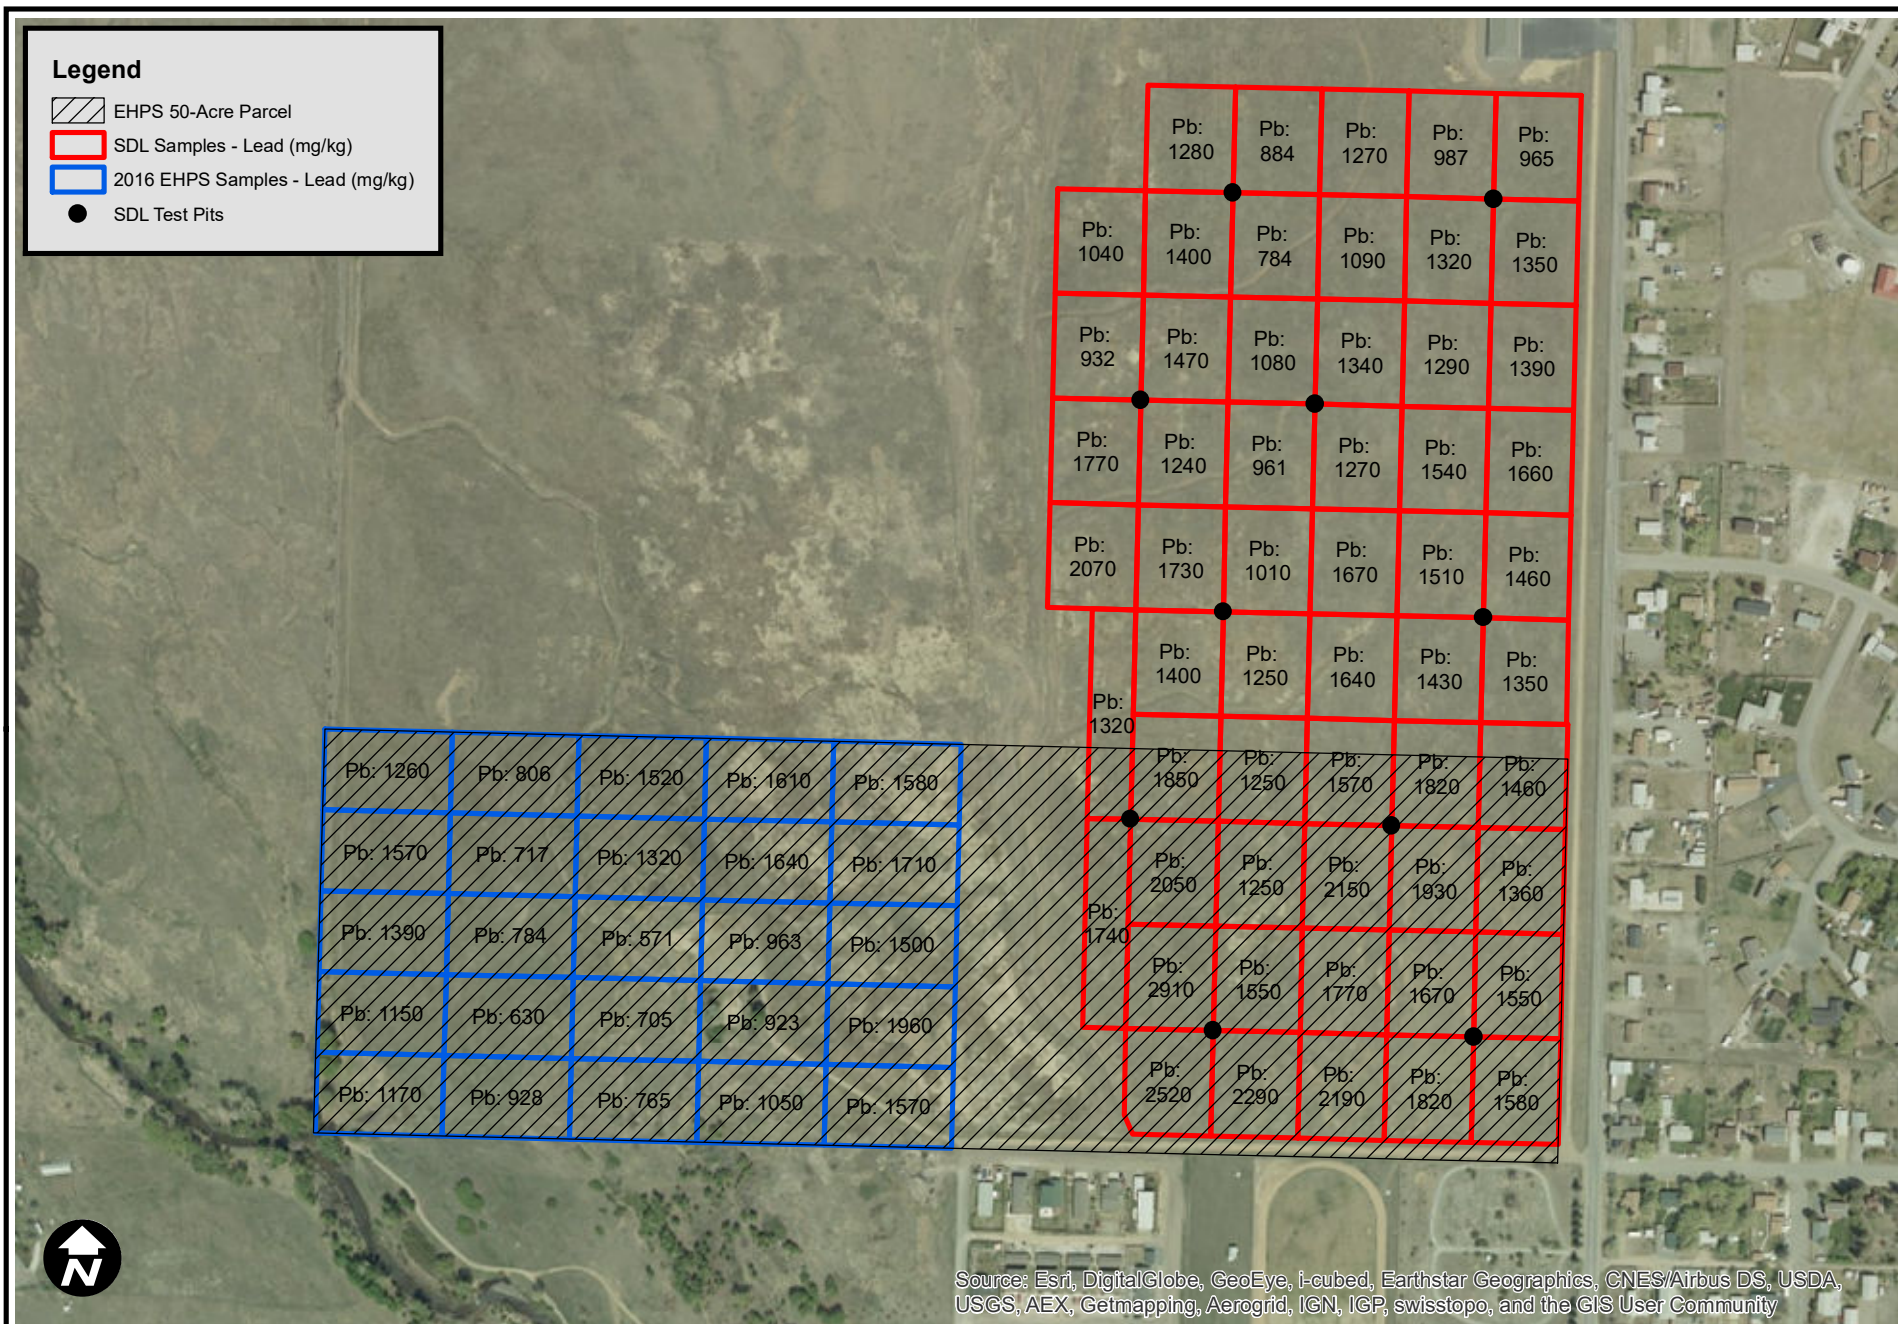 Legend
EHPS 50-Acre Parcel
SDL Samples - Lead (mg/kg)
2016 EHPS Samples - Lead (mg/kg)
SDL Test Pits
Pb:
1280
Pb:
884
Pb:
1270
Pb:
987
Pb:
965
Pb:
1040
Pb:
1400
Pb:
784
Pb:
1090
Pb:
1320
Pb:
1350
Pb:
932
Pb:
1470
Pb:
1080
Pb:
1340
Pb:
1290
Pb:
1390
Pb:
1770
Pb:
1240
Pb:
961
Pb:
1270
Pb:
1540
Pb:
1660
Pb:
2070
Pb:
1730
Pb:
1010
Pb:
1670
Pb:
1510
Pb:
1460
Pb:
1400
Pb:
1250
Pb:
1640
Pb:
1430
Pb:
1350
Pb:
1320
Pb:
1850
Pb:
1250
Pb:
1570
Pb:
1820
Pb:
1460
Pb:
2050
Pb:
1250
Pb:
2150
Pb:
1930
Pb:
1360
Pb:
1740
Pb:
2910
Pb:
1550
Pb:
1770
Pb:
1670
Pb:
1550
Pb:
2520
Pb:
2290
Pb:
2190
Pb:
1820
Pb:
1580
Pb: 1260
Pb: 806
Pb: 1520
Pb: 1610
Pb: 1580
Pb: 1570
Pb: 717
Pb: 1320
Pb: 1640
Pb: 1710
Pb: 1390
Pb: 784
Pb: 571
Pb: 963
Pb: 1500
Pb: 1150
Pb: 630
Pb: 705
Pb: 923
Pb: 1960
Pb: 1170
Pb: 928
Pb: 765
Pb: 1050
Pb: 1570
N
Source: Esri, DigitalGlobe, GeoEye, i-cubed, Earthstar Geographics, CNES/Airbus DS, USDA,
USGS, AEX, Getmapping, Aerogrid, IGN, IGP, swisstopo, and the GIS User Community